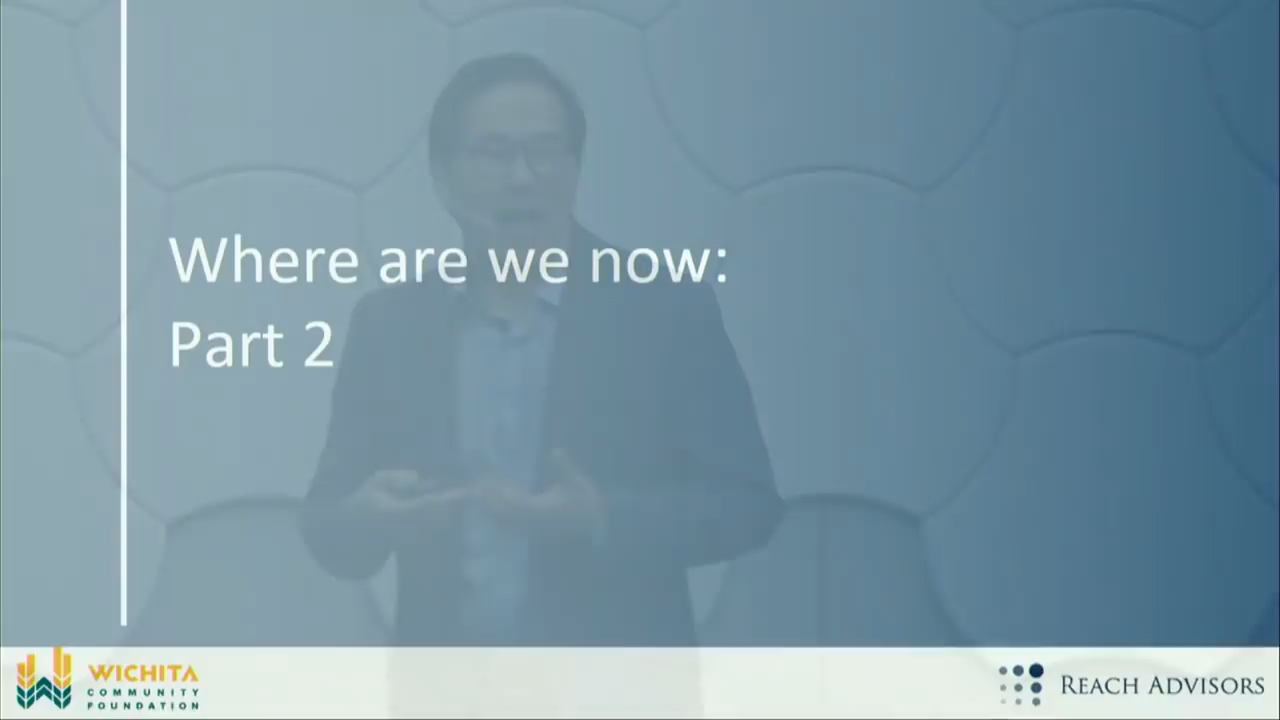 Where are we now:
Part 2
WICHITA
COMMUNITY
FOUNDATION
REACH ADVISORS